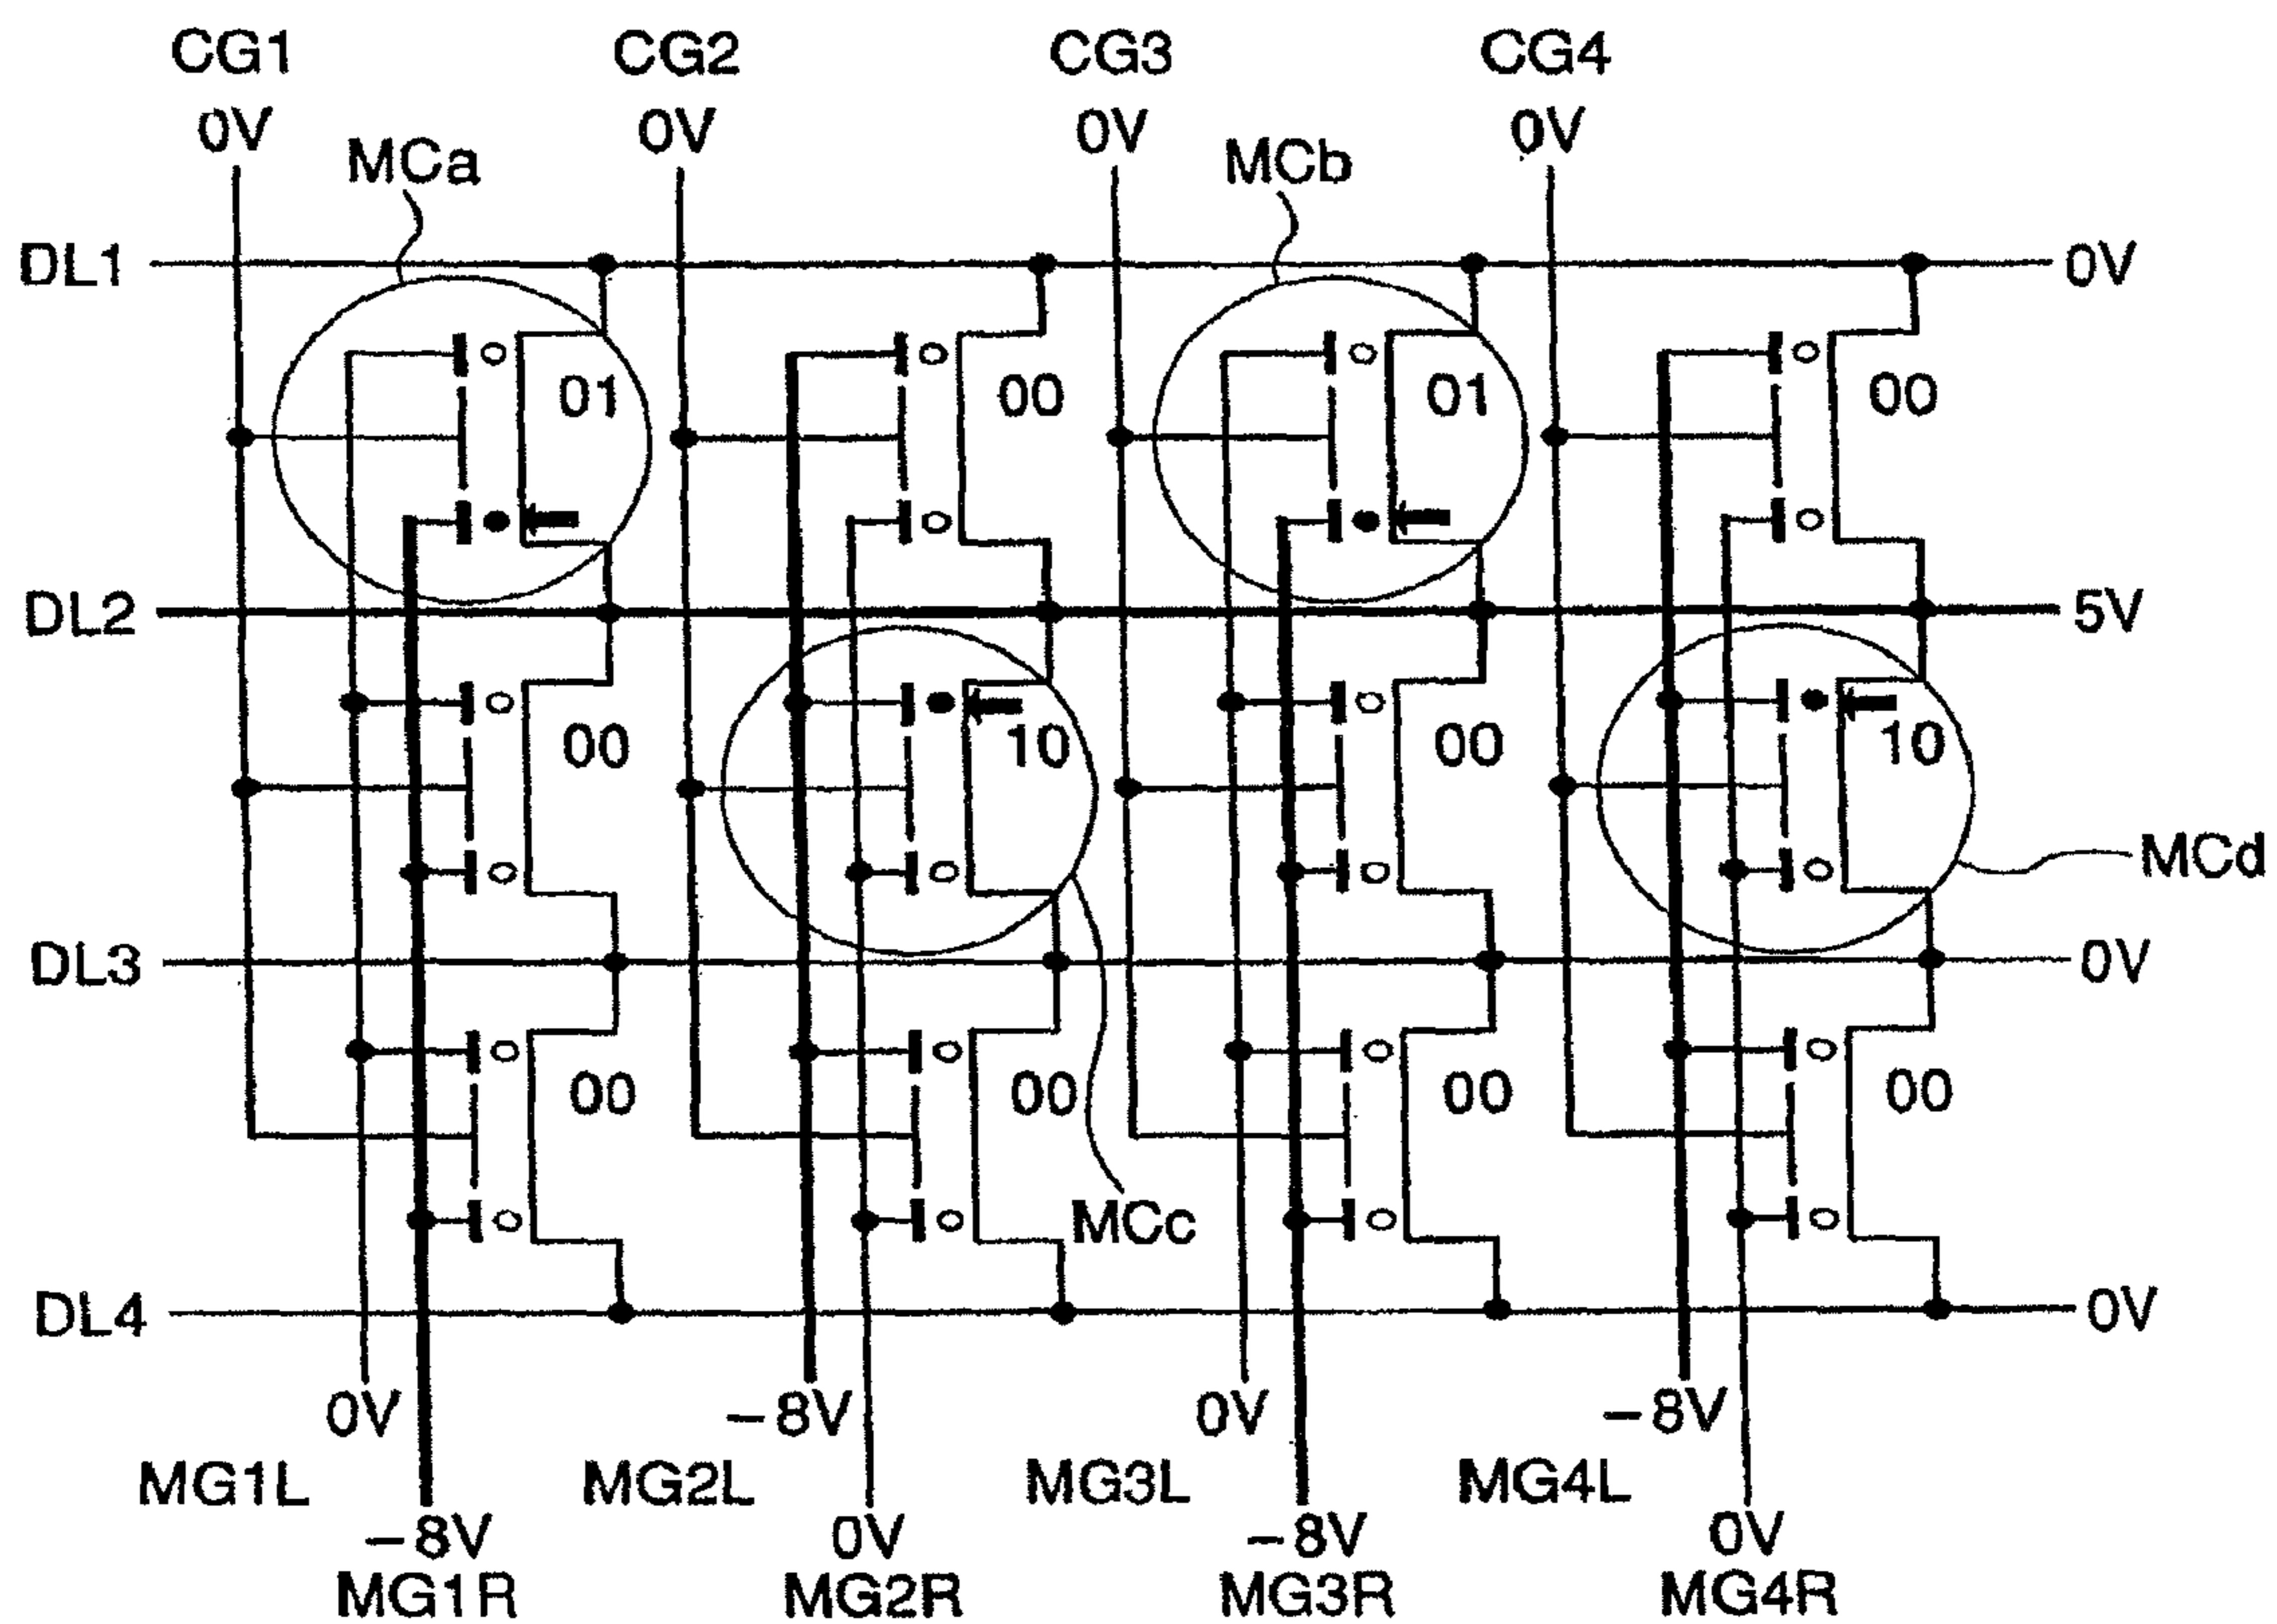 CG1 CG2 CG3 CG4
0V 0V 0V 0V
MCa MCb
DL1 0V
01 00 01 00
DL2 5V
00 10 00 10
MCd
DL3 0V
00 00 00 00
MCc
DL4 0V
0V -8V 0V -8V
MG1L MG2L MG3L MG4L
-8V 0V -8V 0V
MG1R MG2R MG3R MG4R